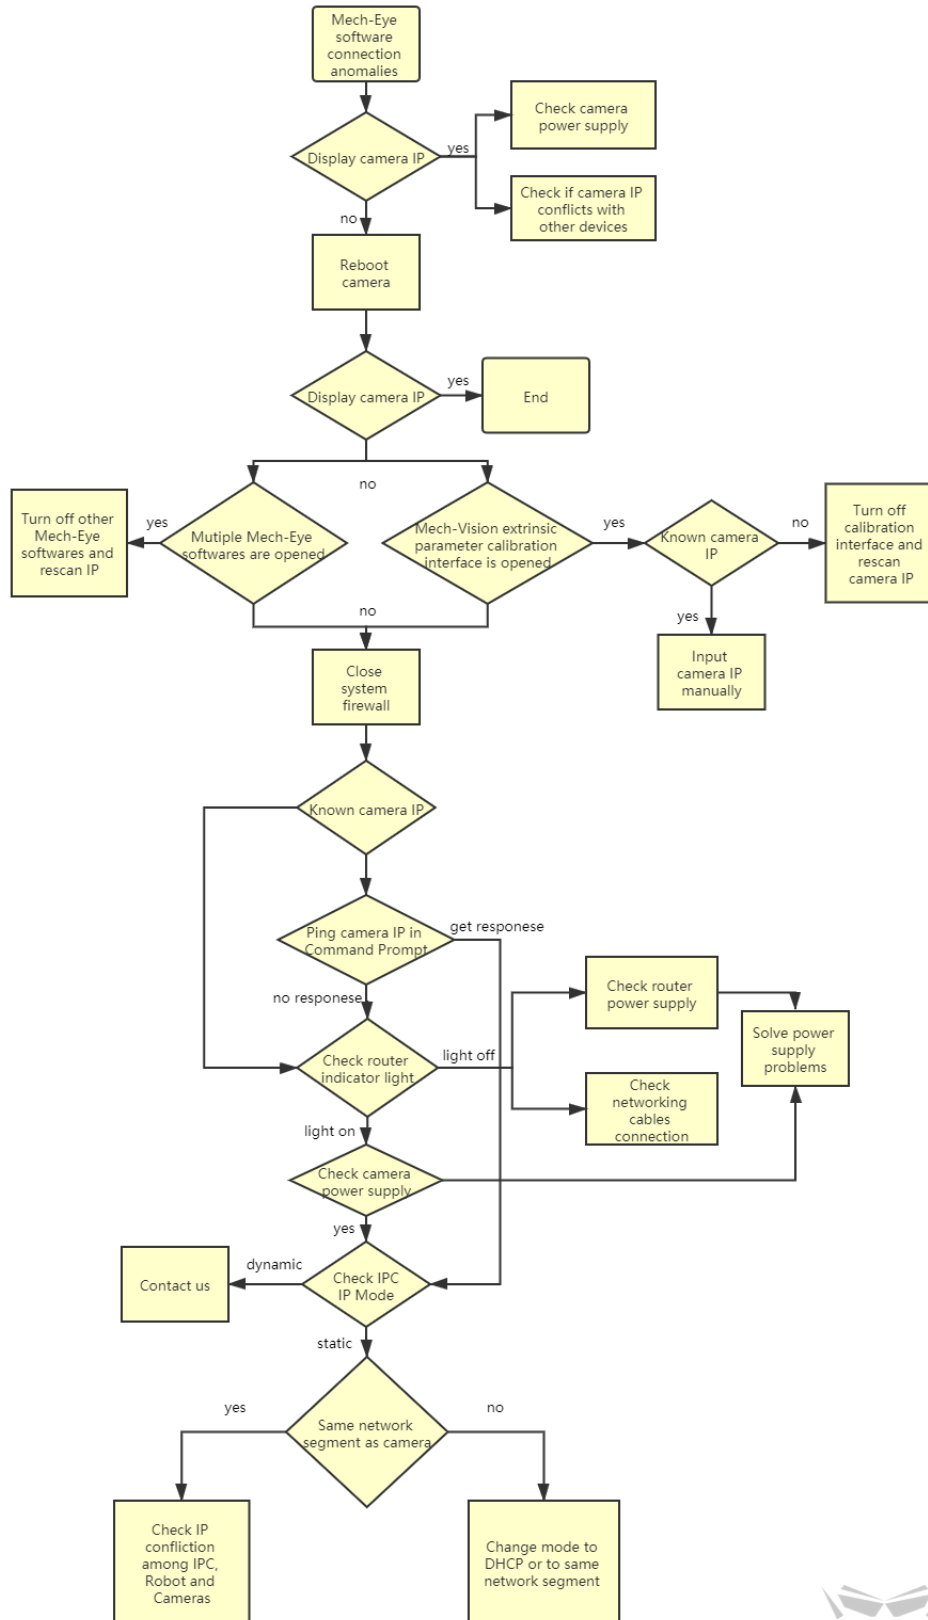 Mech-Eye
software
connection
anomalies
Check camera
power supply
yes
Display camera IP
Check if camera IP
conflicts with
other devices
no
Reboot
camera
yes
Display camera IP
End
no
Turn off other
Mech-Eye
softwares and
rescan IP
yes
Mutiple Mech-Eye
softwares are opened
Mech-Vision extrinsic
parameter calibration
interface is opened
yes
Known camera
IP
no
Turn off
calibration
interface and
rescan
camera IP
no
yes
Input
camera IP
manually
Close
system
firewall
Known camera IP
Ping camera IP in
Command Prompt
get responese
no responese
Check router
power supply
Solve power
supply
problems
Check router
indicator light
light off
Check
networking
cables
connection
light on
Check camera
power supply
yes
dynamic
Contact us
Check IPC
IP Mode
static
yes
no
Same network
segment as camera
Check IP
confliction
among IPC,
Robot and
Cameras
Change mode to
DHCP or to same
network segment